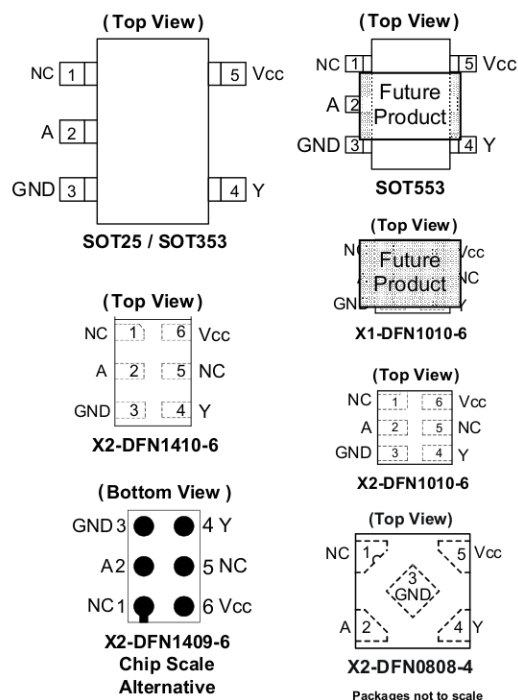 (Top View)
NC 1
5 Vcc
A 2
GND 3
4 Y
SOT25 / SOT353
(Top View)
NC 1
5 Vcc
Future
Product
A 2
GND 3
4 Y
SOT553
(Top View)
Vcc
Future
NC
Product
GND
Y
X1-DFN1010-6
(Top View)
NC 1 6 Vcc
A 2 5 NC
GND 3 4 Y
X2-DFN1410-6
(Top View)
NC 1 6 Vcc
A 2 5 NC
GND 3 4 Y
X2-DFN1010-6
(Bottom View )
GND 3 4 Y
A 2 5 NC
NC 1 6 Vcc
X2-DFN1409-6
Chip Scale
Alternative
(Top View)
NC 1 5 Vcc
3
GND
A 2 4 Y
X2-DFN0808-4
Packages not to scale